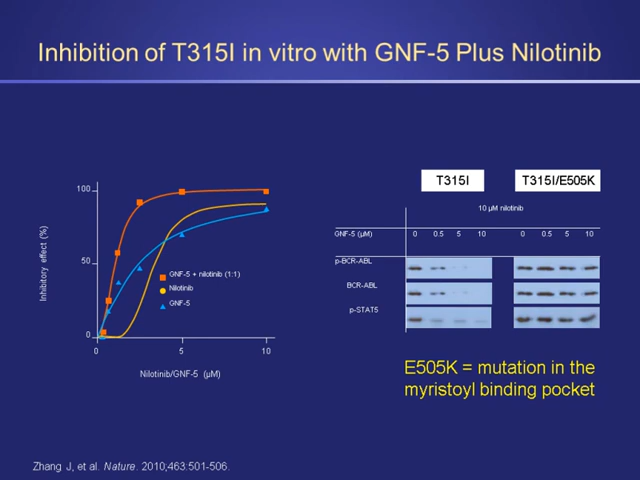 Inhibition of T315I in vitro with GNF-5 Plus Nilotinib
100
50
0
0
5
10
Inhibitory effect (%)
Nilotinib/GNF-5 (µM)
GNF-5 + nilotinib (1:1)
Nilotinib
GNF-5
T315I
T315I/E505K
10 µM nilotinib
GNF-5 (µM) 0 0.5 5 10 0 0.5 5 10
p-BCR-ABL
BCR-ABL
p-STAT5
E505K = mutation in the
myristoyl binding pocket
Zhang J, et al. Nature. 2010;463:501-506.